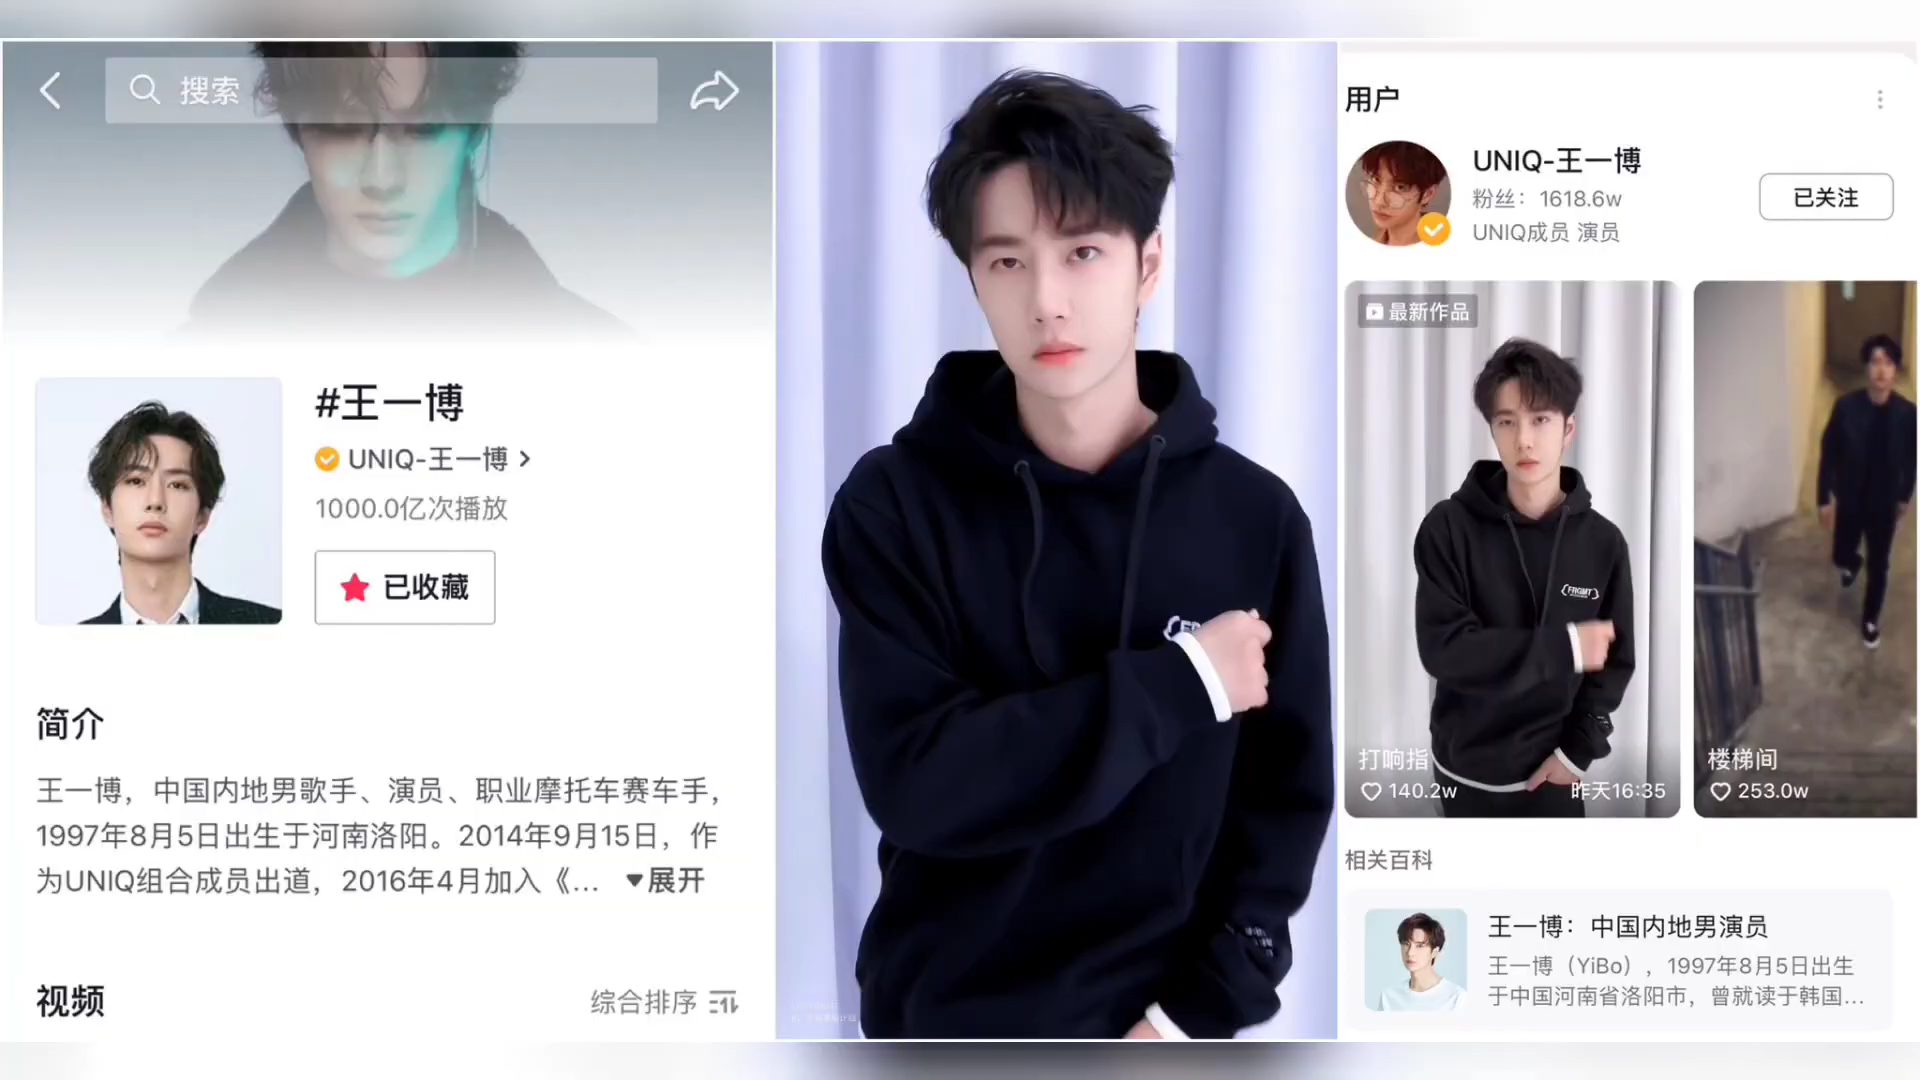 搜索
#王一博
UNIQ-王一博
1000.0亿次播放
已收藏
简介
王一博，中国内地男歌手、演员、职业摩托车赛车手，
1997年8月5日出生于河南洛阳。2014年9月15日，作
为UNIQ组合成员出道，2016年4月加入《... 展开
视频
综合排序
用户
UNIQ-王一博
粉丝：1618.6w
UNIQ成员 演员
已关注
最新作品
FRGMT
打响指
140.2w
昨天16:35
楼梯间
253.0w
相关百科
王一博：中国内地男演员
王一博（YiBo），1997年8月5日出生
于中国河南省洛阳市，曾就读于韩国...